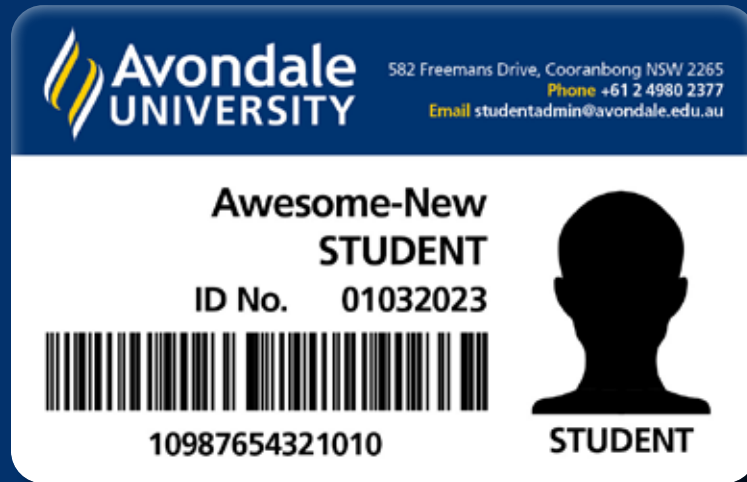 Avondale
UNIVERSITY
582 Freemans Drive, Cooranbong NSW 2265
Phone +61 2 4980 2377
Email studentadmin@avondale.edu.au
Awesome-New
STUDENT
ID No. 01032023
10987654321010
STUDENT